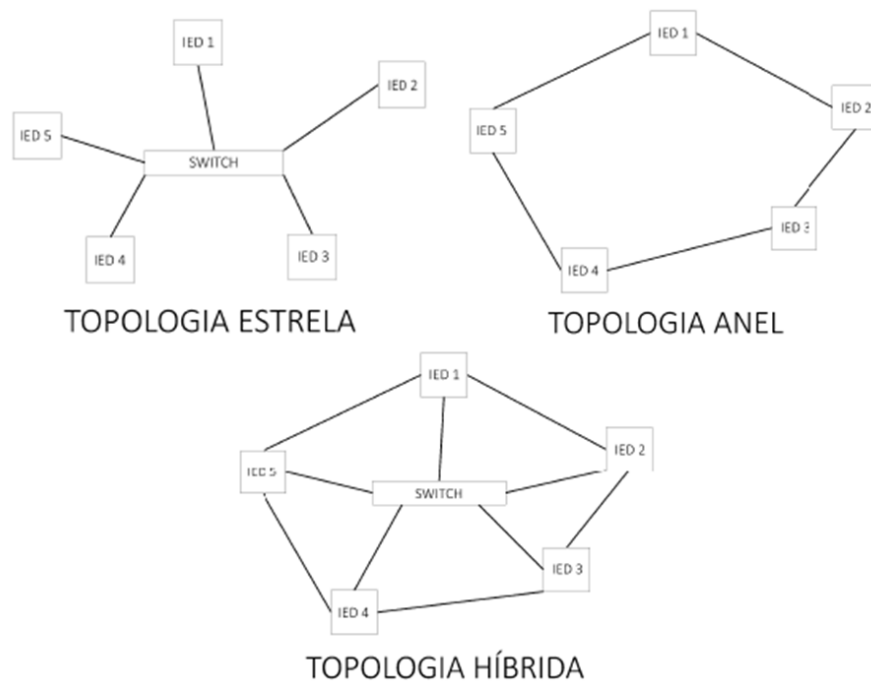 IED 1
IED 2
IED 5
SWITCH
IED 4
IED 3
TOPOLOGIA ESTRELA
IED 1
IED 2
IED 5
IED 3
IED 4
TOPOLOGIA ANEL
IED 1
IED 2
IED 5
SWITCH
IED 3
IED 4
TOPOLOGIA HÍBRIDA